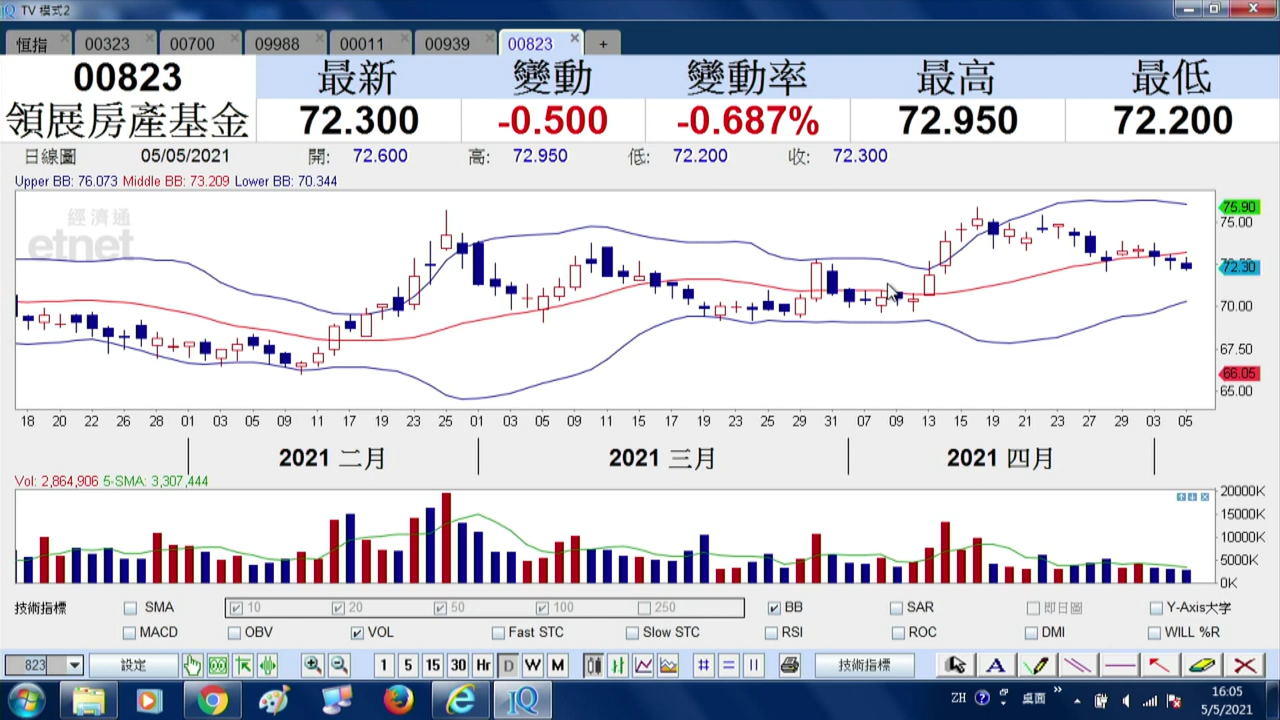 TV 模式2
恒指 00323 00700 09988 00011 00939 00823 +
00823 最新 變動 變動率 最高 最低
領展房產基金 72.300 -0.500 -0.687% 72.950 72.200
日線圖 05/05/2021 開: 72.600 高: 72.950 低: 72.200 收: 72.300
Upper BB: 76.073 Middle BB: 73.209 Lower BB: 70.344
經濟通
etnet
75.90
75.00
72.30
70.00
67.50
66.05
65.00
18 20 22 26 28 01 03 05 09 11 17 19 23 25 01 03 05 09 11 15 17 19 23 25 29 31 07 09 13 15 19 21 23 27 29 03 05
2021 二月 2021 三月 2021 四月
Vol: 2,864,906 5-SMA: 3,307,444
20000K
15000K
10000K
5000K
0K
技術指標 SMA 10 20 50 100 250 BB SAR 即日圖 Y-Axis大字
MACD OBV VOL Fast STC Slow STC RSI ROC DMI WILL %R
823 設定 1 5 15 30 Hr D W M 技術指標 A
IQ ZH 桌面 16:05
5/5/2021